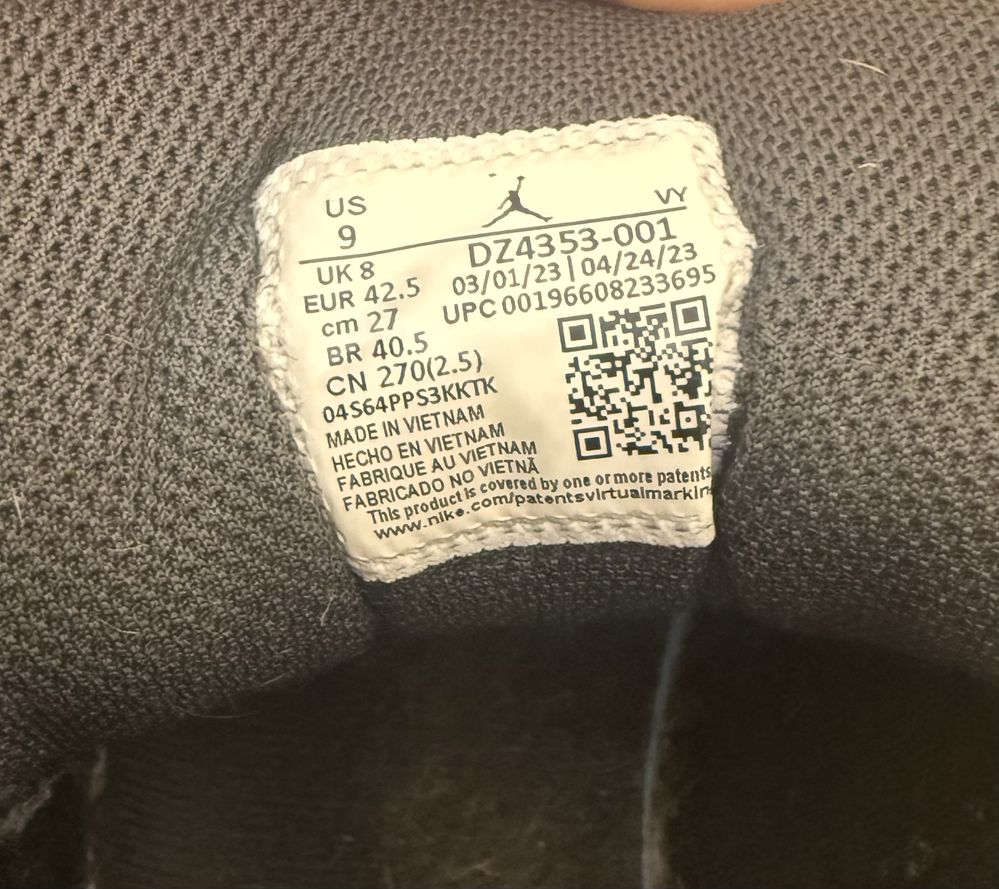 US VY
9
DZ4353-001
UK 8 03/01/23 | 04/24/23
EUR 42.5 UPC 00196608233695
cm 27
BR 40.5
CN 270(2.5)
04S64PPS3KKTK
MADE IN VIETNAM
HECHO EN VIETNAM
FABRIQUE AU VIETNAM
FABRICADO NO VIETNÃ
This product is covered by one or more patents
www.nike.com/patentsvirtualmarkin